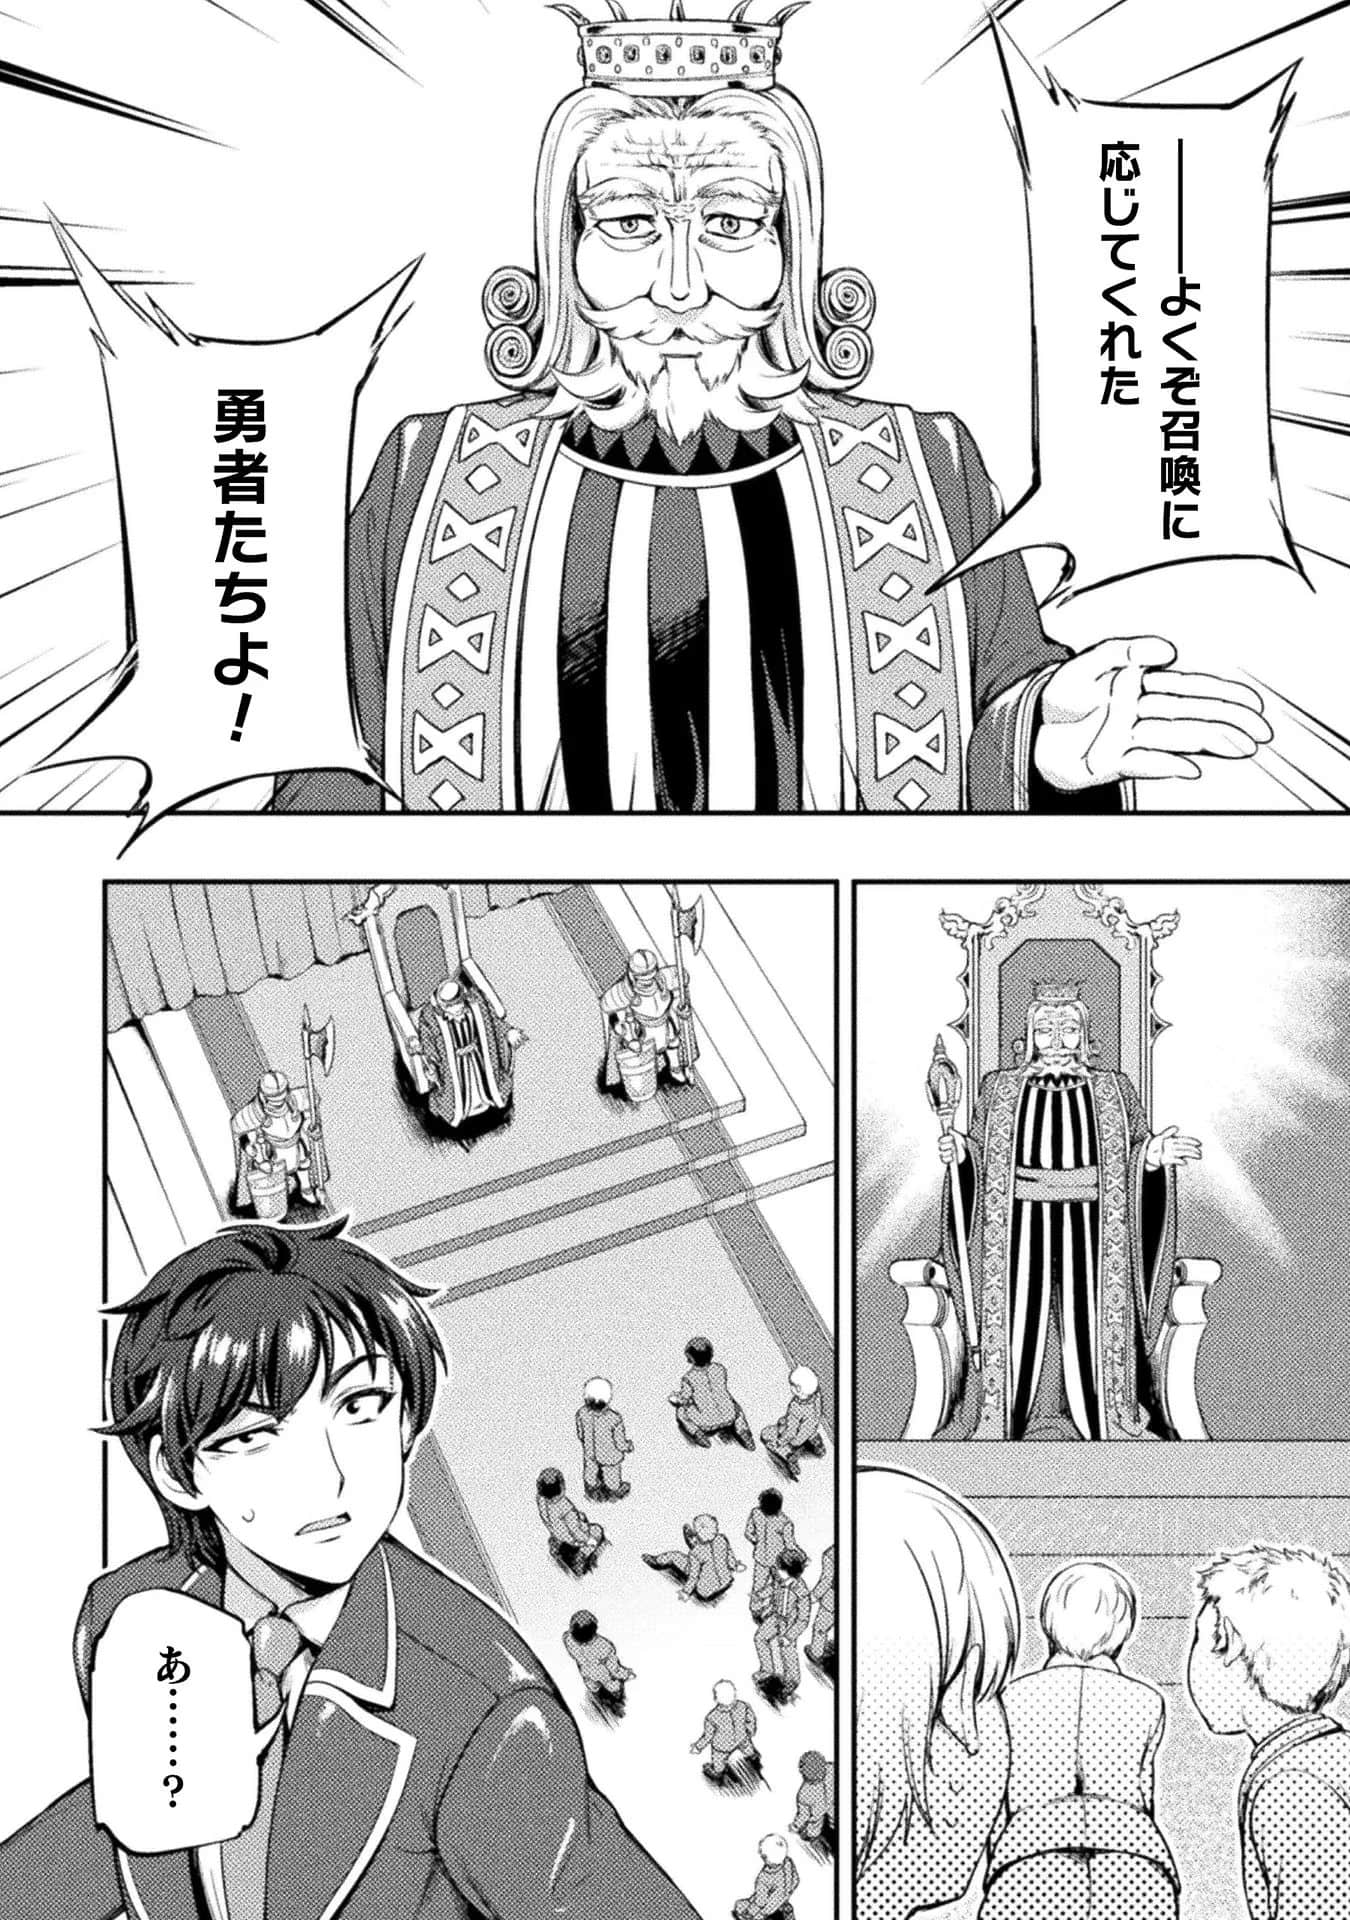 ――よくぞ召喚に
応じてくれた
勇者たちよ！
あ………？